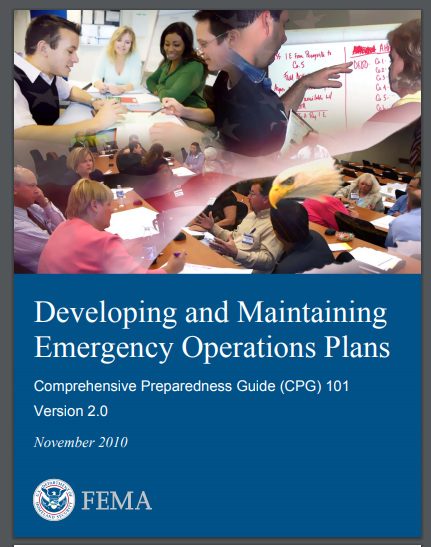 Developing and Maintaining
Emergency Operations Plans
Comprehensive Preparedness Guide (CPG) 101
Version 2.0
November 2010
FEMA